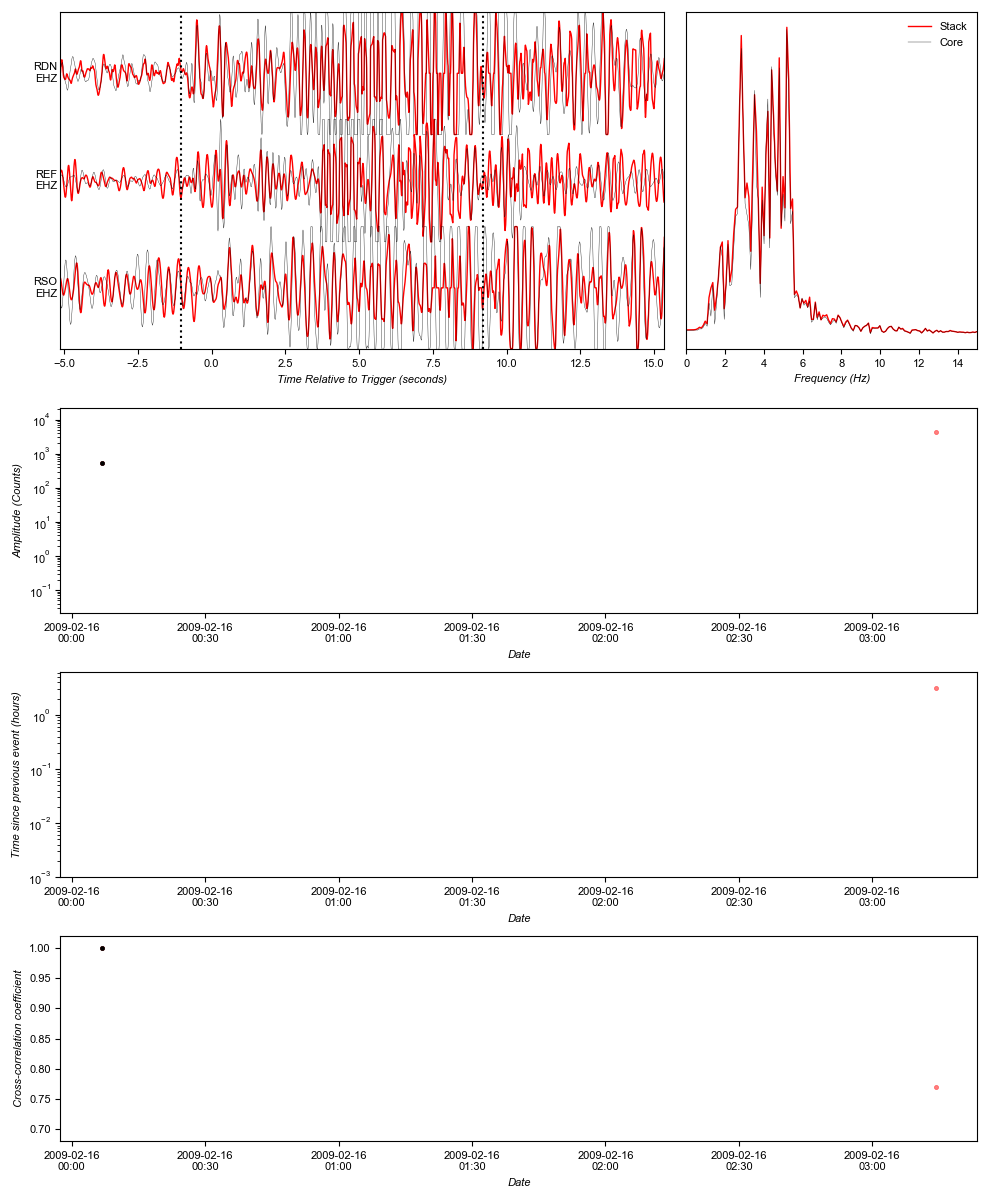 RDN
EHZ
REF
EHZ
RSO
EHZ
−5.0 −2.5 0.0 2.5 5.0 7.5 10.0 12.5 15.0
Time Relative to Trigger (seconds)
Stack
Core
0 2 4 6 8 10 12 14
Frequency (Hz)
10⁴
10³
10²
10¹
10⁰
10⁻¹
Amplitude (Counts)
2009-02-16 2009-02-16 2009-02-16 2009-02-16 2009-02-16 2009-02-16 2009-02-16
00:00 00:30 01:00 01:30 02:00 02:30 03:00
Date
10⁰
10⁻¹
10⁻²
10⁻³
Time since previous event (hours)
2009-02-16 2009-02-16 2009-02-16 2009-02-16 2009-02-16 2009-02-16 2009-02-16
00:00 00:30 01:00 01:30 02:00 02:30 03:00
Date
1.00
0.95
0.90
0.85
0.80
0.75
0.70
Cross-correlation coefficient
2009-02-16 2009-02-16 2009-02-16 2009-02-16 2009-02-16 2009-02-16 2009-02-16
00:00 00:30 01:00 01:30 02:00 02:30 03:00
Date